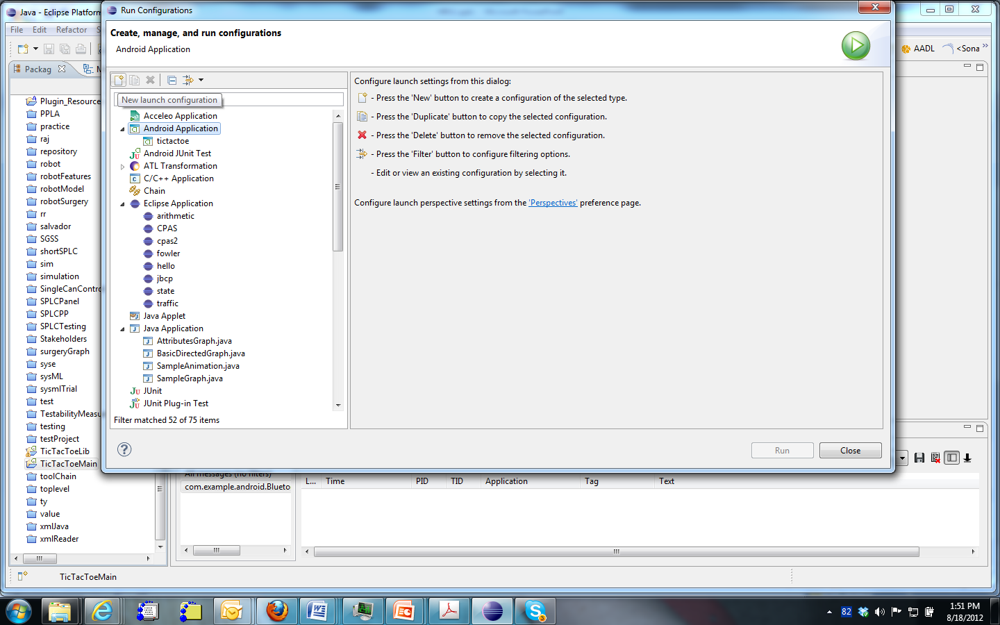 Java - Eclipse Platform
Run Configurations
File Edit Refactor
Create, manage, and run configurations
Android Application
AADL
<Sona
Packag
New launch configuration
Plugin_Resource
PPLA
practice
raj
repository
robot
robotFeatures
robotModel
robotSurgery
rr
salvador
SGSS
shortSPLC
sim
simulation
SingleCanContro
SPLCPanel
SPLCPP
SPLCTesting
Stakeholders
surgeryGraph
syse
sysML
sysmlTrial
test
TestabilityMeasu
testing
testProject
TicTacToeLib
TicTacToeMain
toolChain
toplevel
ty
value
xmlJava
xmlReader
Acceleo Application
Android Application
tictactoe
Android JUnit Test
ATL Transformation
C/C++ Application
Chain
Eclipse Application
arithmetic
CPAS
cpas2
fowler
hello
jbcp
state
traffic
Java Applet
Java Application
AttributesGraph.java
BasicDirectedGraph.java
SampleAnimation.java
SampleGraph.java
JUnit
JUnit Plug-in Test
Filter matched 52 of 75 items
Configure launch settings from this dialog:
- Press the 'New' button to create a configuration of the selected type.
- Press the 'Duplicate' button to copy the selected configuration.
- Press the 'Delete' button to remove the selected configuration.
- Press the 'Filter' button to configure filtering options.
- Edit or view an existing configuration by selecting it.
Configure launch perspective settings from the 'Perspectives' preference page.
Run
Close
All messages (no filters)
com.example.android.Blueto
L... Time PID TID Application Tag Text
TicTacToeMain
82
3
1:51 PM
8/18/2012